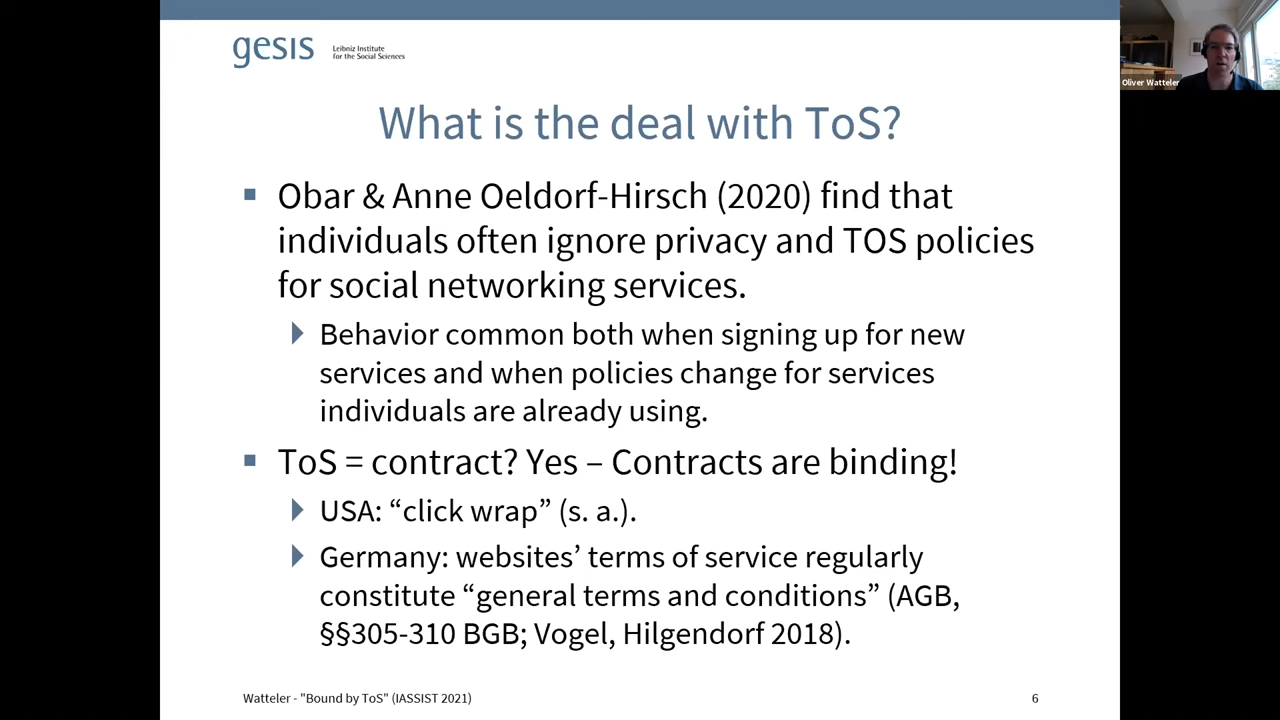 gesis
Leibniz Institute
for the Social Sciences
Oliver Watteler
What is the deal with ToS?
▪ Obar & Anne Oeldorf-Hirsch (2020) find that
individuals often ignore privacy and TOS policies
for social networking services.
Behavior common both when signing up for new
services and when policies change for services
individuals are already using.
▪ ToS = contract? Yes – Contracts are binding!
USA: “click wrap” (s. a.).
Germany: websites’ terms of service regularly
constitute “general terms and conditions” (AGB,
§§305-310 BGB; Vogel, Hilgendorf 2018).
Watteler - "Bound by ToS" (IASSIST 2021)
6